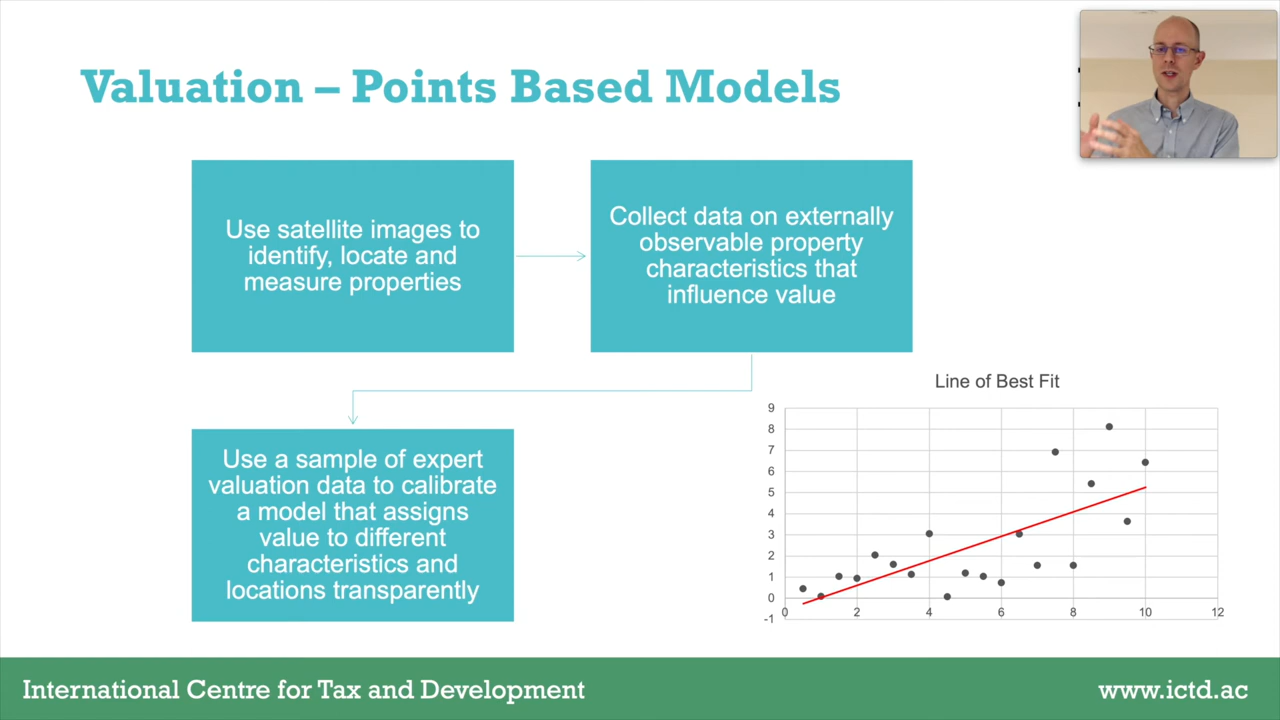 Valuation – Points Based Models
Use satellite images to
identify, locate and
measure properties
Collect data on externally
observable property
characteristics that
influence value
Use a sample of expert
valuation data to calibrate
a model that assigns
value to different
characteristics and
locations transparently
Line of Best Fit
9
8
7
6
5
4
3
2
1
0
-1
0 2 4 6 8 10 12
International Centre for Tax and Development
www.ictd.ac